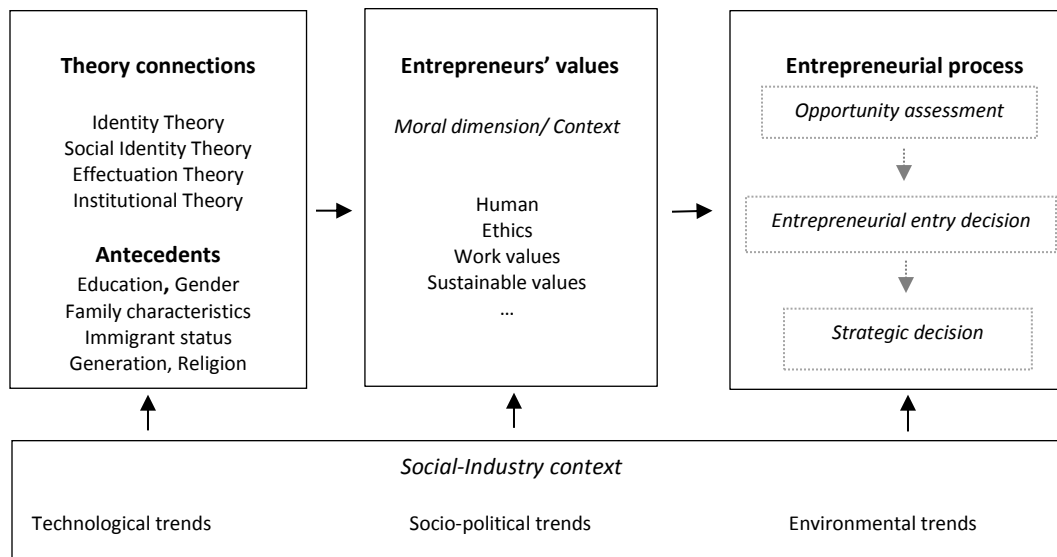 Theory connections
Identity Theory
Social Identity Theory
Effectuation Theory
Institutional Theory
Antecedents
Education, Gender
Family characteristics
Immigrant status
Generation, Religion
Entrepreneurs’ values
Moral dimension/ Context
Human
Ethics
Work values
Sustainable values
...
Entrepreneurial process
Opportunity assessment
Entrepreneurial entry decision
Strategic decision
Social-Industry context
Technological trends
Socio-political trends
Environmental trends